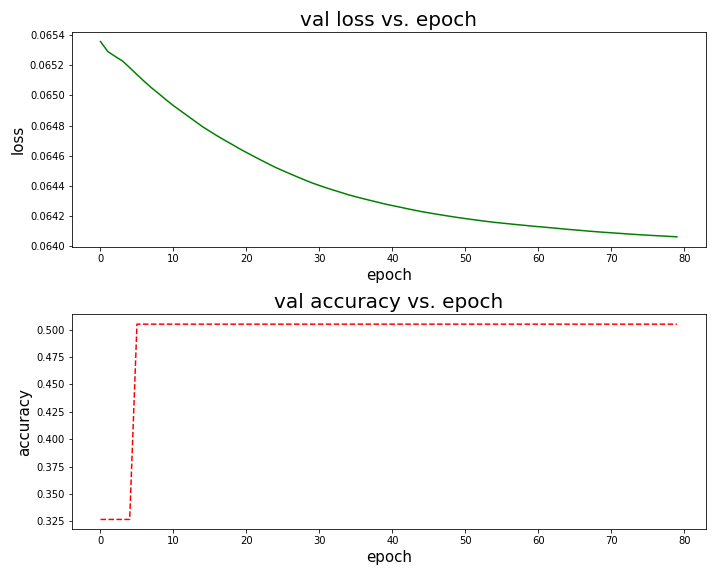 val loss vs. epoch
0.0654
0.0652
0.0650
0.0648
0.0646
0.0644
0.0642
0.0640
loss
0 10 20 30 40 50 60 70 80
epoch
val accuracy vs. epoch
0.500
0.475
0.450
0.425
0.400
0.375
0.350
0.325
accuracy
0 10 20 30 40 50 60 70 80
epoch